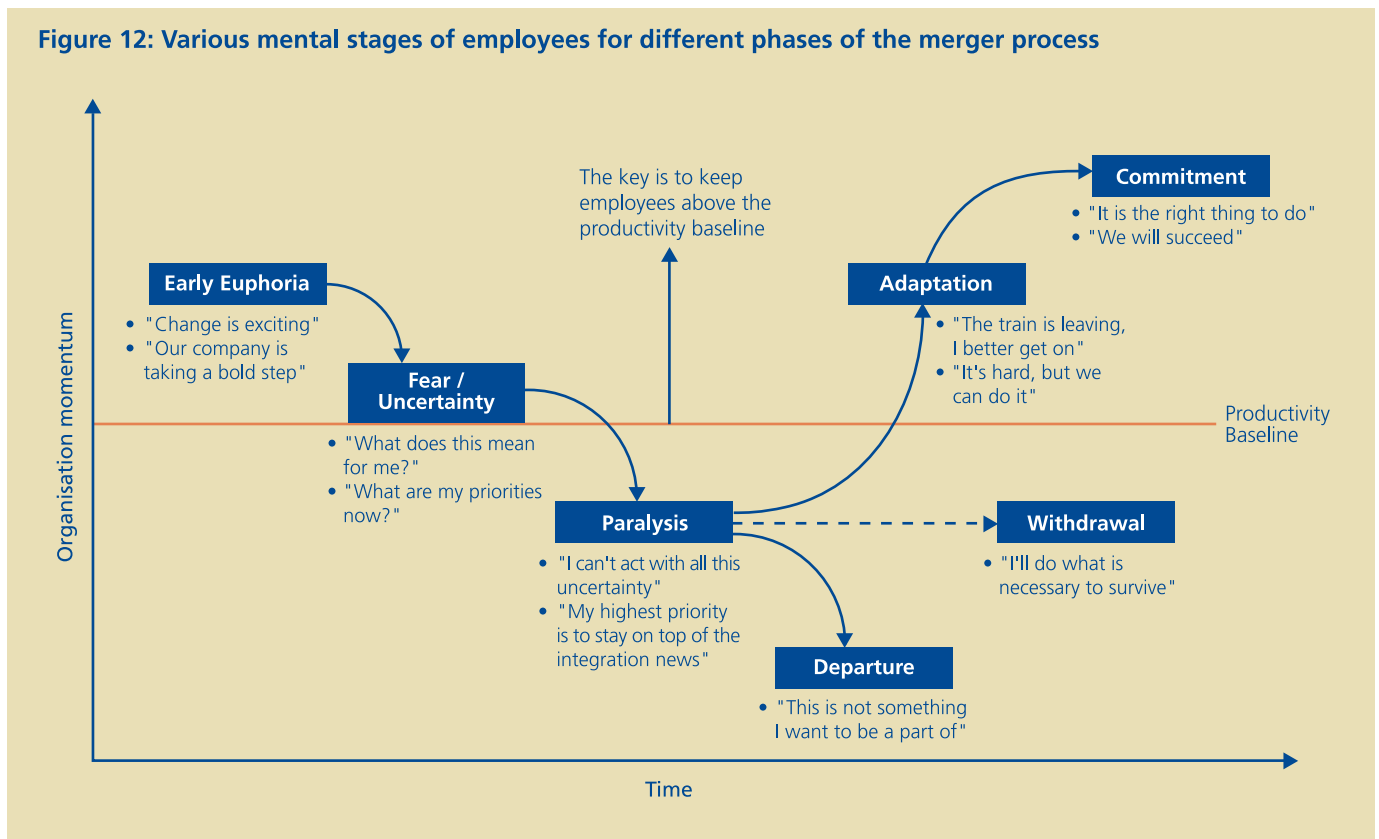 Figure 12: Various mental stages of employees for different phases of the merger process
The key is to keep
employees above the
productivity baseline
Commitment
• "It is the right thing to do"
• "We will succeed"
Early Euphoria
• "Change is exciting"
• "Our company is
taking a bold step"
Adaptation
• "The train is leaving,
I better get on"
• "It's hard, but we
can do it"
Fear /
Uncertainty
• "What does this mean
for me?"
• "What are my priorities
now?"
Productivity
Baseline
Organisation momentum
Paralysis
• "I can't act with all this
uncertainty"
• "My highest priority
is to stay on top of the
integration news"
Withdrawal
• "I'll do what is
necessary to survive"
Departure
• "This is not something
I want to be a part of"
Time